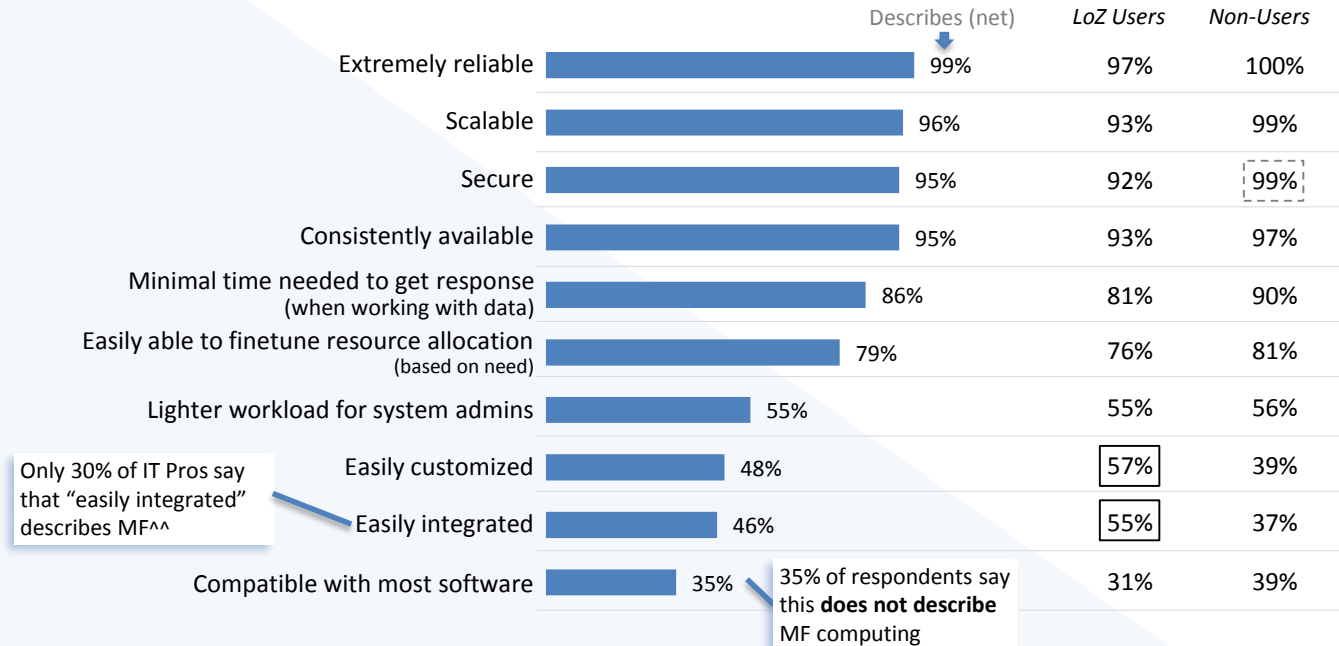 Describes (net) LoZ Users Non-Users
Extremely reliable 99% 97% 100%
Scalable 96% 93% 99%
Secure 95% 92% 99%
Consistently available 95% 93% 97%
Minimal time needed to get response
(when working with data) 86% 81% 90%
Easily able to finetune resource allocation
(based on need) 79% 76% 81%
Lighter workload for system admins 55% 55% 56%
Easily customized 48% 57% 39%
Only 30% of IT Pros say
that “easily integrated”
describes MF^^
Easily integrated 46% 55% 37%
Compatible with most software 35% 31% 39%
35% of respondents say
this does not describe
MF computing